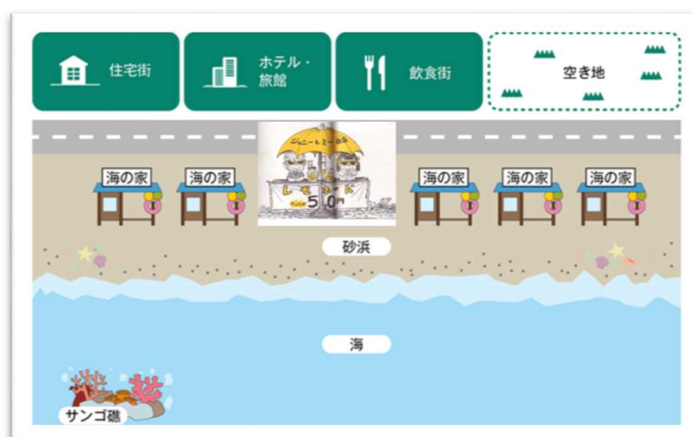 住宅街
ホテル・
旅館
飲食街
空き地
海の家
海の家
海の家
海の家
海の家
レモネード
50円
砂浜
海
サンゴ礁